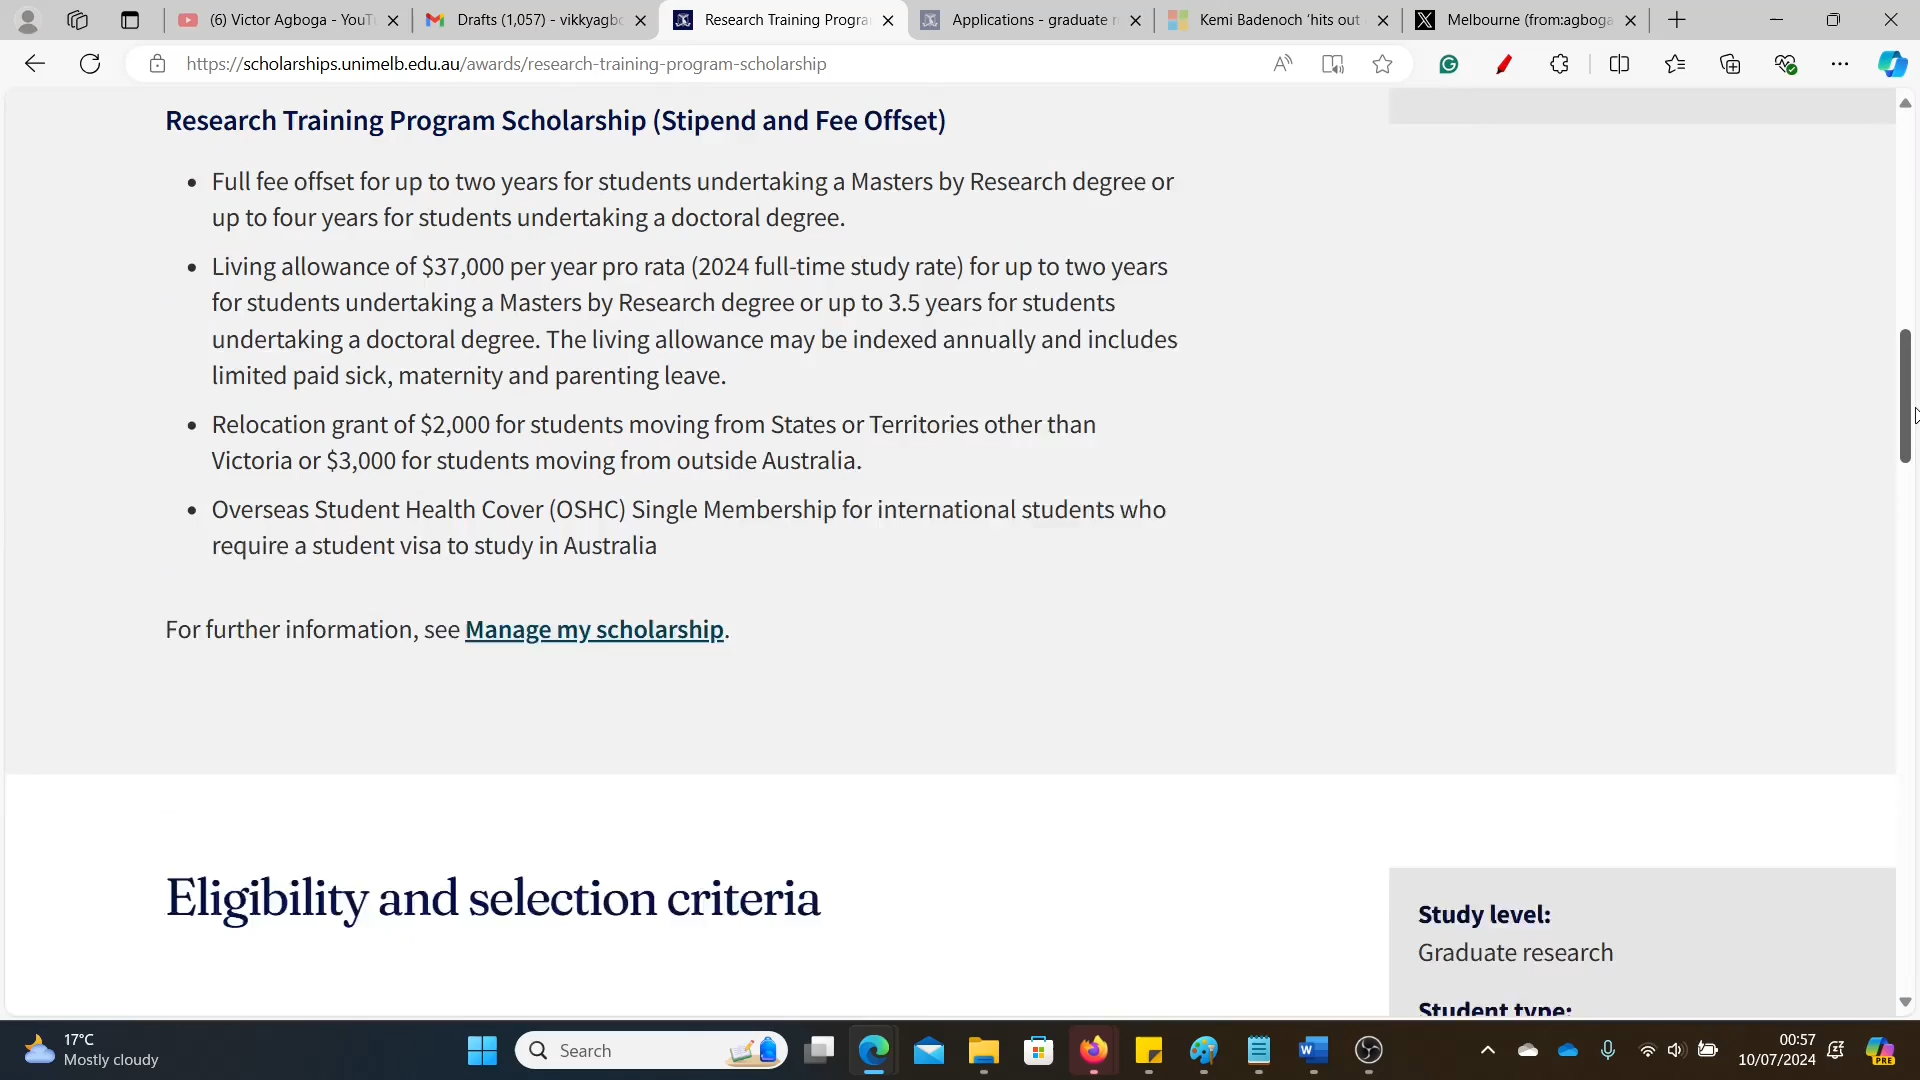 (6) Victor Agboga - YouT
Drafts (1,057) - vikkyagbo
Research Training Progra
Applications - graduate r
Kemi Badenoch 'hits out
Melbourne (from:agboga
https://scholarships.unimelb.edu.au/awards/research-training-program-scholarship
Research Training Program Scholarship (Stipend and Fee Offset)
• Full fee offset for up to two years for students undertaking a Masters by Research degree or
up to four years for students undertaking a doctoral degree.
• Living allowance of $37,000 per year pro rata (2024 full-time study rate) for up to two years
for students undertaking a Masters by Research degree or up to 3.5 years for students
undertaking a doctoral degree. The living allowance may be indexed annually and includes
limited paid sick, maternity and parenting leave.
• Relocation grant of $2,000 for students moving from States or Territories other than
Victoria or $3,000 for students moving from outside Australia.
• Overseas Student Health Cover (OSHC) Single Membership for international students who
require a student visa to study in Australia
For further information, see Manage my scholarship.
Eligibility and selection criteria
Study level:
Graduate research
Student type:
17°C
Mostly cloudy
Search
00:57
10/07/2024
PRE